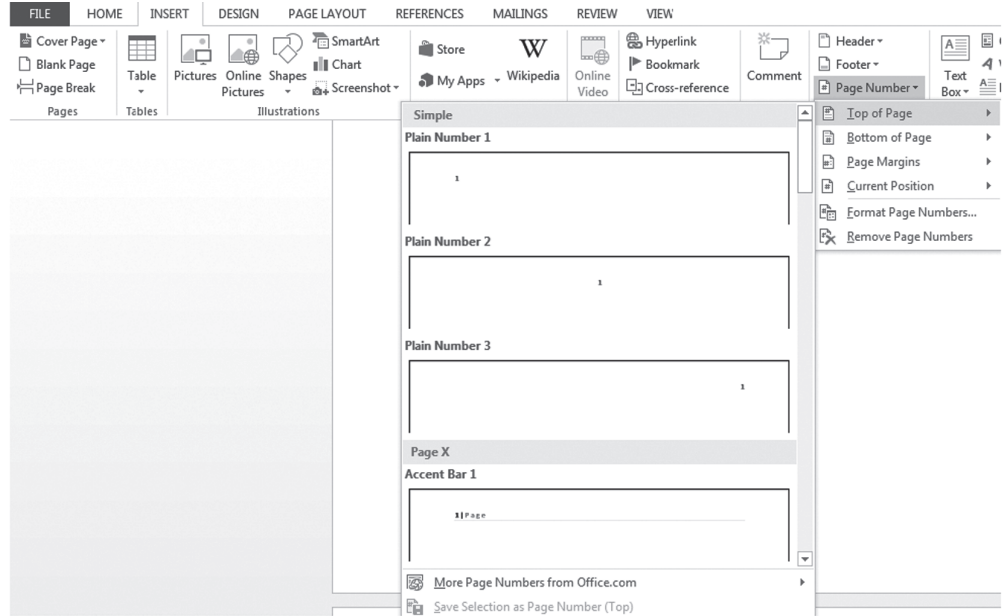 FILE HOME INSERT DESIGN PAGE LAYOUT REFERENCES MAILINGS REVIEW VIEW
Cover Page
Blank Page
Page Break
Pages
Table
Tables
Pictures
Online
Pictures
Shapes
SmartArt
Chart
Screenshot
Illustrations
Store
My Apps
W
Wikipedia
Online
Video
Hyperlink
Bookmark
Cross-reference
Comment
Header
Footer
Page Number
A
Text
Box
Top of Page
Bottom of Page
Page Margins
Current Position
Format Page Numbers...
Remove Page Numbers
Simple
Plain Number 1
1
Plain Number 2
1
Plain Number 3
1
Page X
Accent Bar 1
1|Page
More Page Numbers from Office.com
Save Selection as Page Number (Top)